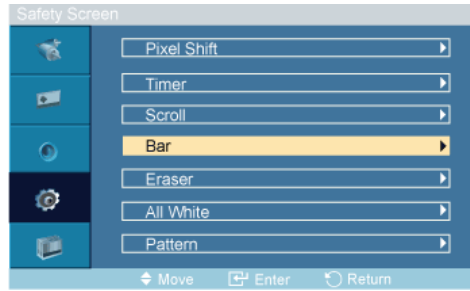 Safety Screen
Pixel Shift
Timer
Scroll
Bar
Eraser
All White
Pattern
Move Enter Return